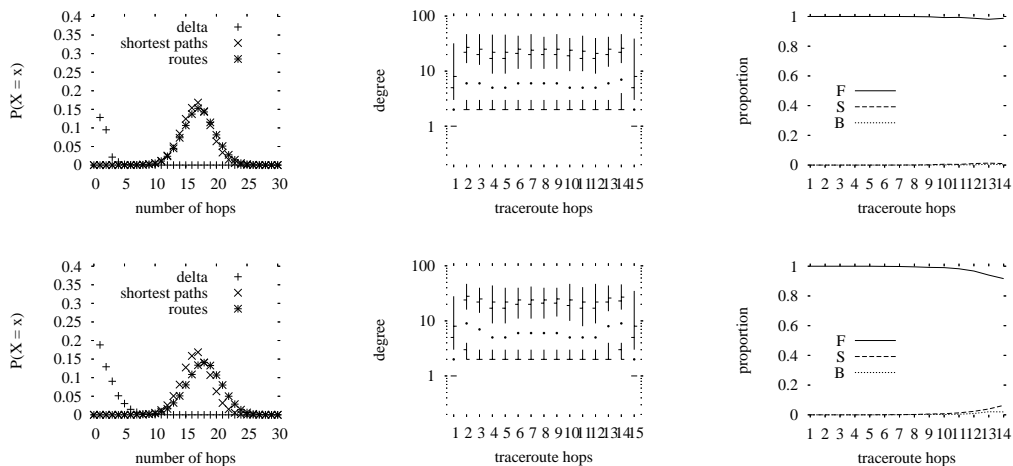 0.4
0.35
0.3
0.25
0.2
0.15
0.1
0.05
0
P(X = x)
delta
shortest paths
routes
0 5 10 15 20 25 30
number of hops
100
10
1
degree
1 2 3 4 5 6 7 8 9 10 11 12 13 14 15
traceroute hops
1
0.8
0.6
0.4
0.2
0
proportion
F
S
B
1 2 3 4 5 6 7 8 9 10 11 12 13 14
traceroute hops
0.4
0.35
0.3
0.25
0.2
0.15
0.1
0.05
0
P(X = x)
delta
shortest paths
routes
0 5 10 15 20 25 30
number of hops
100
10
1
degree
1 2 3 4 5 6 7 8 9 10 11 12 13 14 15
traceroute hops
1
0.8
0.6
0.4
0.2
0
proportion
F
S
B
1 2 3 4 5 6 7 8 9 10 11 12 13 14
traceroute hops